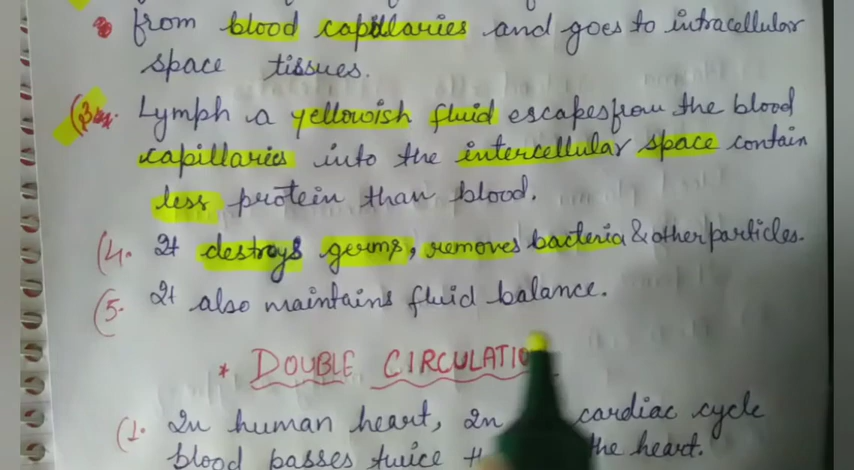 from blood capillaries and goes to intracellular
space tissues.
(3. Lymph a yellowish fluid escapes from the blood
capillaries into the intercellular space contain
less protein than blood.
(4. It destroys germs, removes bacteria & other particles.
(5. It also maintains fluid balance.
* DOUBLE CIRCULATIO
(1. In human heart, In cardiac cycle
blood passes twice the heart.